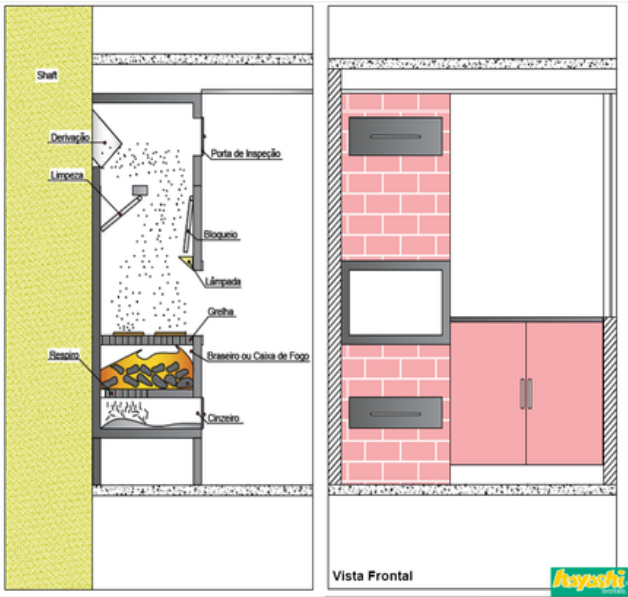 Shaft
Derivação
Porta de Inspeção
Limpeza
Bloqueio
Lâmpada
Grelha
Respiro
Braseiro ou Caixa de Fogo
Cinzeiro
Vista Frontal
hayashi